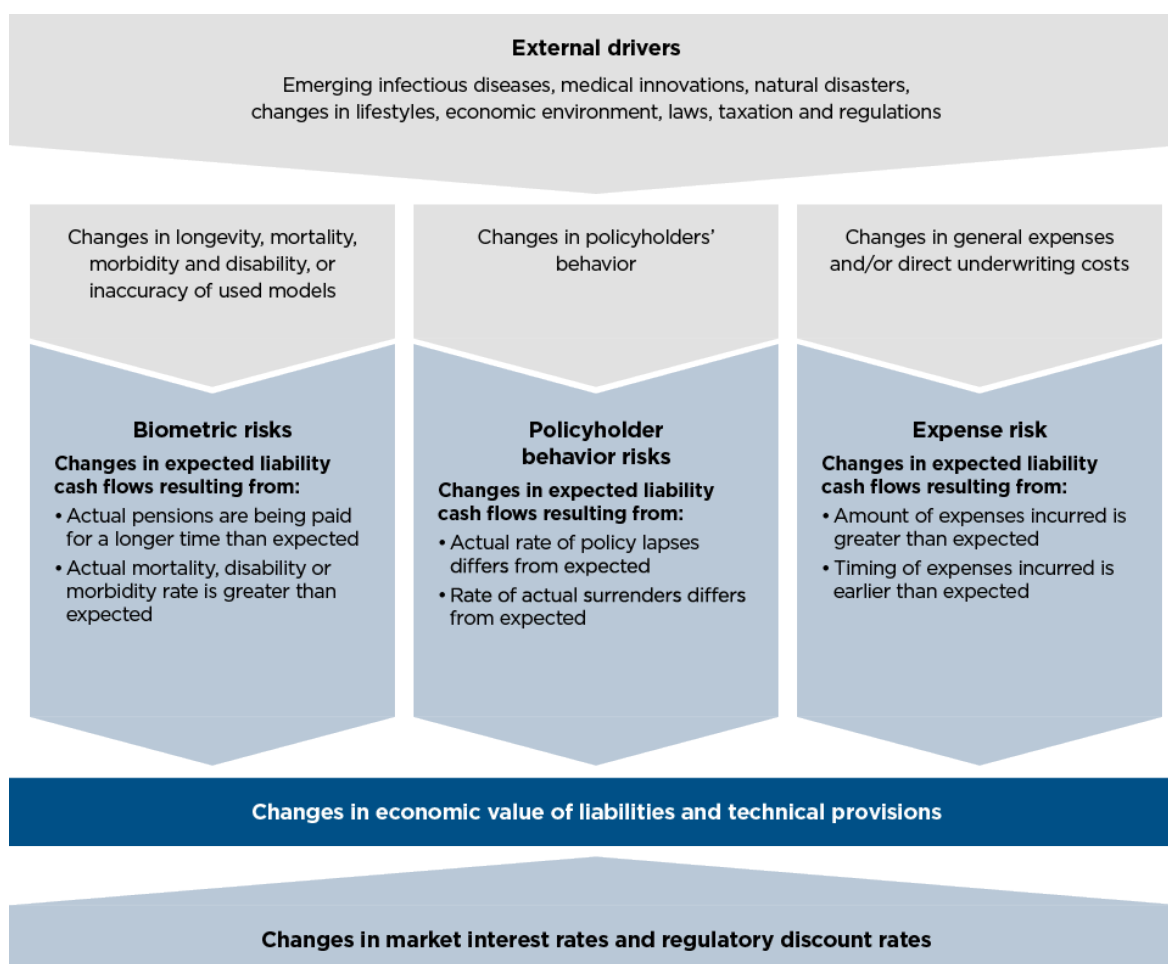 External drivers
Emerging infectious diseases, medical innovations, natural disasters,
changes in lifestyles, economic environment, laws, taxation and regulations
Changes in longevity, mortality,
morbidity and disability, or
inaccuracy of used models
Changes in policyholders’
behavior
Changes in general expenses
and/or direct underwriting costs
Biometric risks
Changes in expected liability
cash flows resulting from:
• Actual pensions are being paid
for a longer time than expected
• Actual mortality, disability or
morbidity rate is greater than
expected
Policyholder
behavior risks
Changes in expected liability
cash flows resulting from:
• Actual rate of policy lapses
differs from expected
• Rate of actual surrenders differs
from expected
Expense risk
Changes in expected liability
cash flows resulting from:
• Amount of expenses incurred is
greater than expected
• Timing of expenses incurred is
earlier than expected
Changes in economic value of liabilities and technical provisions
Changes in market interest rates and regulatory discount rates